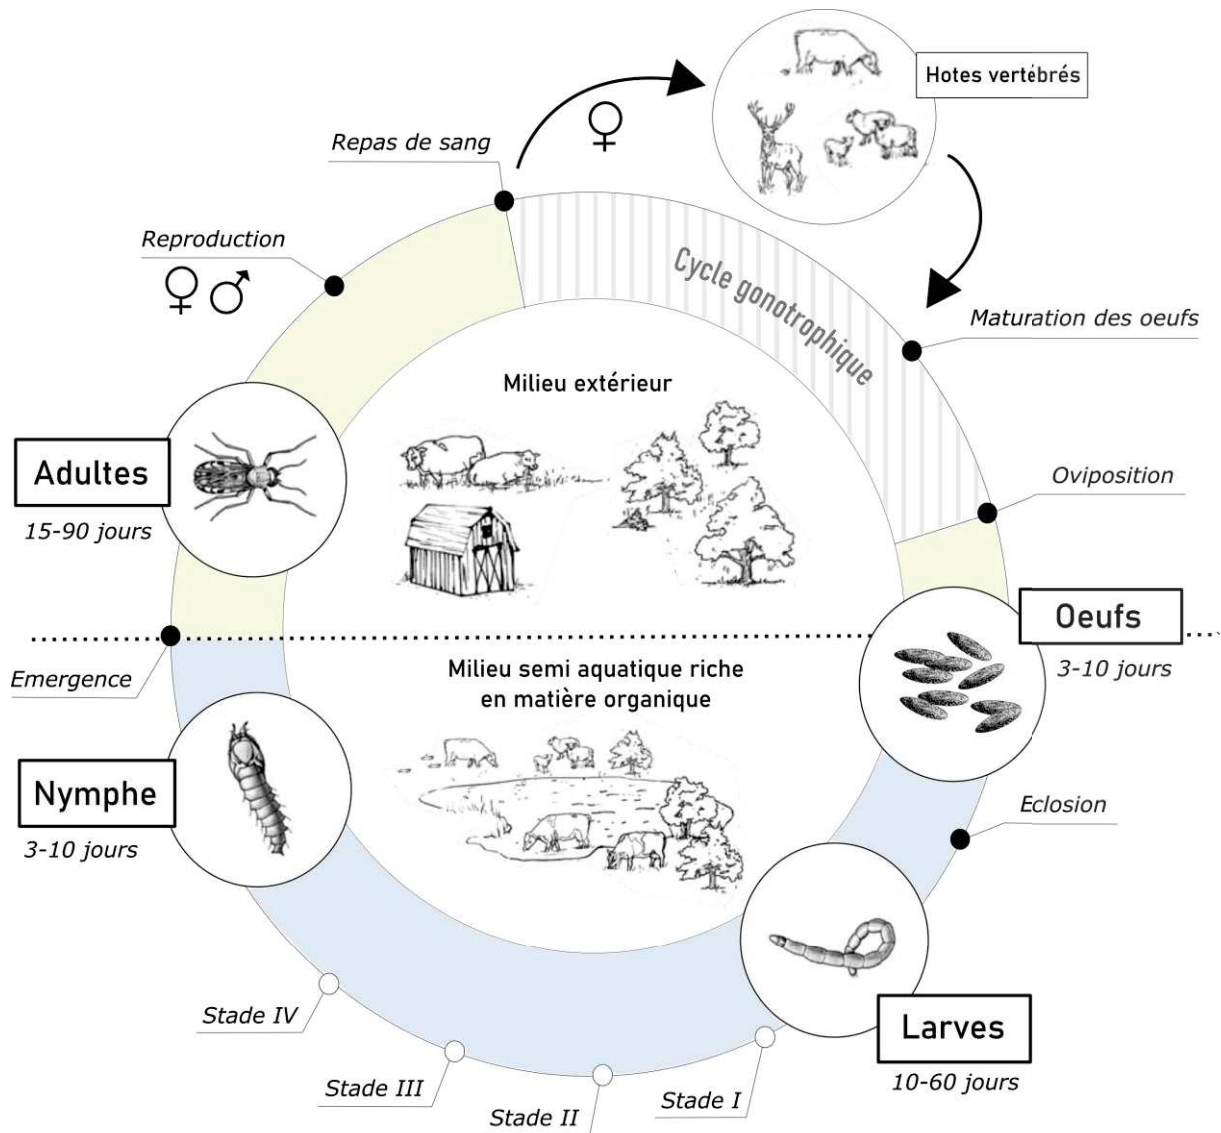 Hotes vertébrés
Repas de sang
Reproduction
Cycle gonotrophique
Maturation des oeufs
Milieu extérieur
Adultes
15-90 jours
Oviposition
Oeufs
3-10 jours
Emergence
Milieu semi aquatique riche
en matière organique
Nymphe
3-10 jours
Eclosion
Larves
10-60 jours
Stade IV
Stade III
Stade II
Stade I